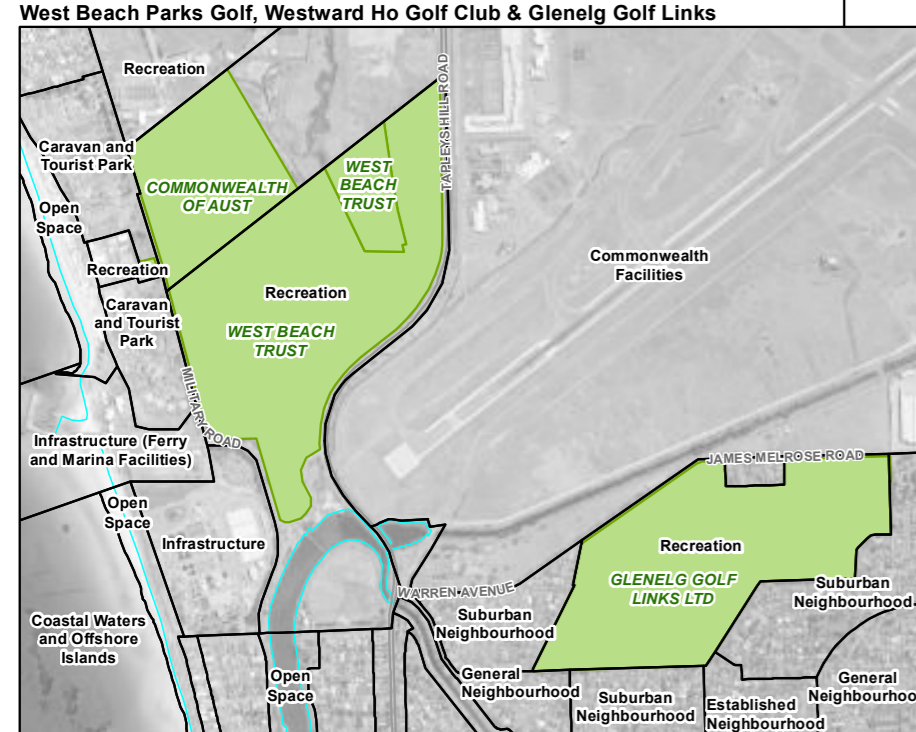 West Beach Parks Golf, Westward Ho Golf Club & Glenelg Golf Links
Recreation
TAPLEYS HILL ROAD
Caravan and
Tourist Park
COMMONWEALTH
OF AUST
WEST
BEACH
TRUST
Open
Space
Commonwealth
Facilities
Recreation
Recreation
Caravan
and Tourist
Park
WEST BEACH
TRUST
MILITARY ROAD
Infrastructure (Ferry
and Marina Facilities)
JAMES MELROSE ROAD
Open
Space
Infrastructure
Recreation
GLENELG GOLF
LINKS LTD
WARREN AVENUE
Suburban
Neighbourhood
Suburban
Neighbourhood
Coastal Waters
and Offshore
Islands
Open
Space
General
Neighbourhood
Suburban
Neighbourhood
Established
Neighbourhood
General
Neighbourhoo